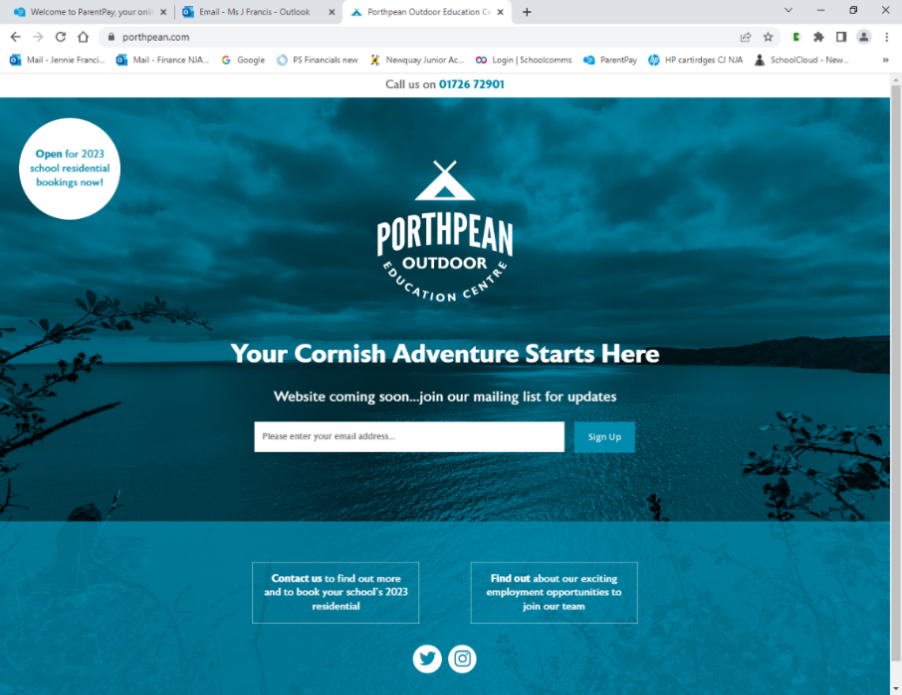 Welcome to ParentPay, your onli
Email - Ms J Francis - Outlook
Porthpean Outdoor Education Ce
porthpean.com
Mail - Jennie Franci...
Mail - Finance NJA...
Google
PS Financials new
Newquay Junior Ac...
Login | Schoolcomms
ParentPay
HP cartirdges CJ NJA
SchoolCloud - New...
Call us on 01726 72901
Open for 2023
school residential
bookings now!
PORTHPEAN
OUTDOOR
EDUCATION CENTRE
Your Cornish Adventure Starts Here
Website coming soon...join our mailing list for updates
Please enter your email address...
Sign Up
Contact us to find out more
and to book your school's 2023
residential
Find out about our exciting
employment opportunities to
join our team